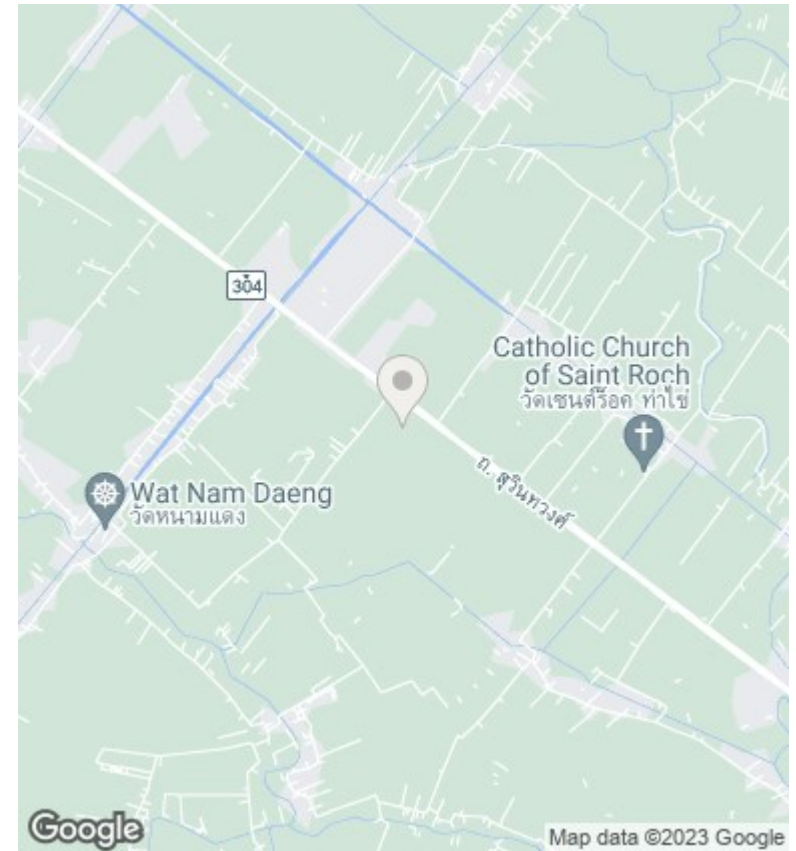 304
Catholic Church
of Saint Roch
วัดเซนต์ร็อค ท่าไข่
Wat Nam Daeng
วัดหนามแดง
ถ. สุวินทวงศ์
Google
Map data ©2023 Google